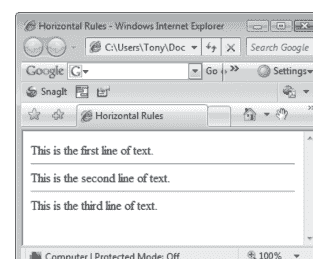 Horizontal Rules - Windows Internet Explorer
C:\Users\Tony\Doc
Search Google
Google G Go »
Settings
SnagIt
Horizontal Rules
This is the first line of text.
This is the second line of text.
This is the third line of text.
Computer | Protected Mode: Off
100%